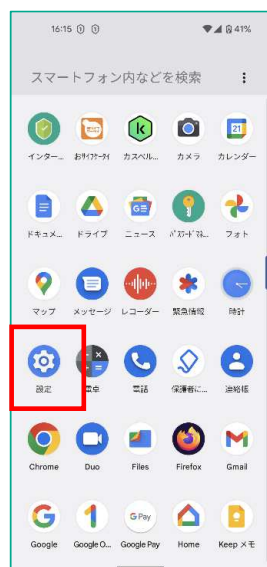 16:15 41%
スマートフォン内などを検索
インター... カスペル... カメラ カレンダー
21
ドキュメ... ドライブ ニュース ﾊﾟｽﾜｰﾄﾞﾏﾈ... フォト
マップ メッセージ レコーダー 緊急情報 時計
設定 電卓 電話 保護者に... 連絡帳
Chrome Duo Files Firefox Gmail
G Pay
Google Google O... Google Pay Home Keep メモ